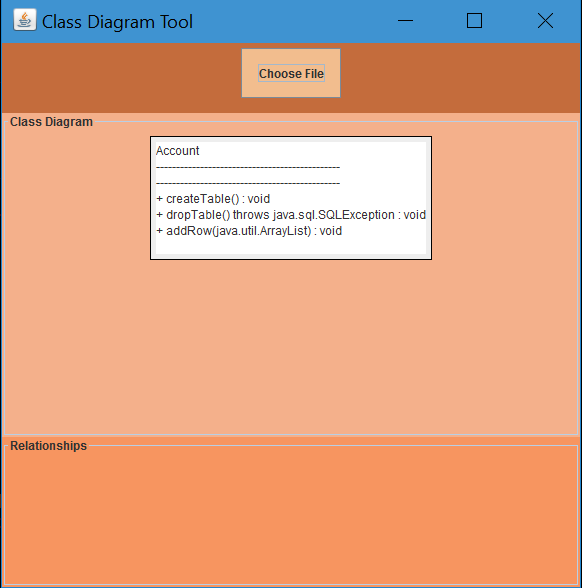 Class Diagram Tool
Choose File
Class Diagram
Account
----------------------------------------------
----------------------------------------------
+ createTable() : void
+ dropTable() throws java.sql.SQLException : void
+ addRow(java.util.ArrayList) : void
Relationships